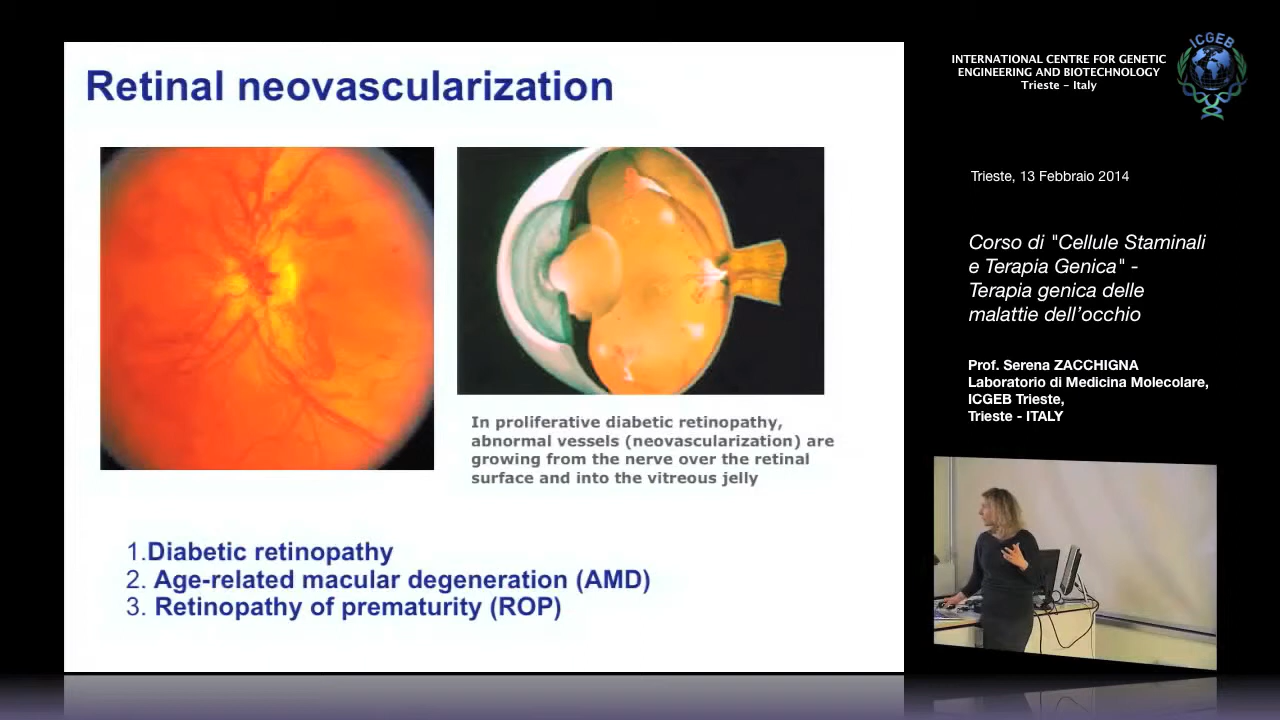 Retinal neovascularization
In proliferative diabetic retinopathy,
abnormal vessels (neovascularization) are
growing from the nerve over the retinal
surface and into the vitreous jelly
1.Diabetic retinopathy
2. Age-related macular degeneration (AMD)
3. Retinopathy of prematurity (ROP)
INTERNATIONAL CENTRE FOR GENETIC
ENGINEERING AND BIOTECHNOLOGY
Trieste - Italy
ICGEB
Trieste, 13 Febbraio 2014
Corso di "Cellule Staminali
e Terapia Genica" -
Terapia genica delle
malattie dell'occhio
Prof. Serena ZACCHIGNA
Laboratorio di Medicina Molecolare,
ICGEB Trieste,
Trieste - ITALY